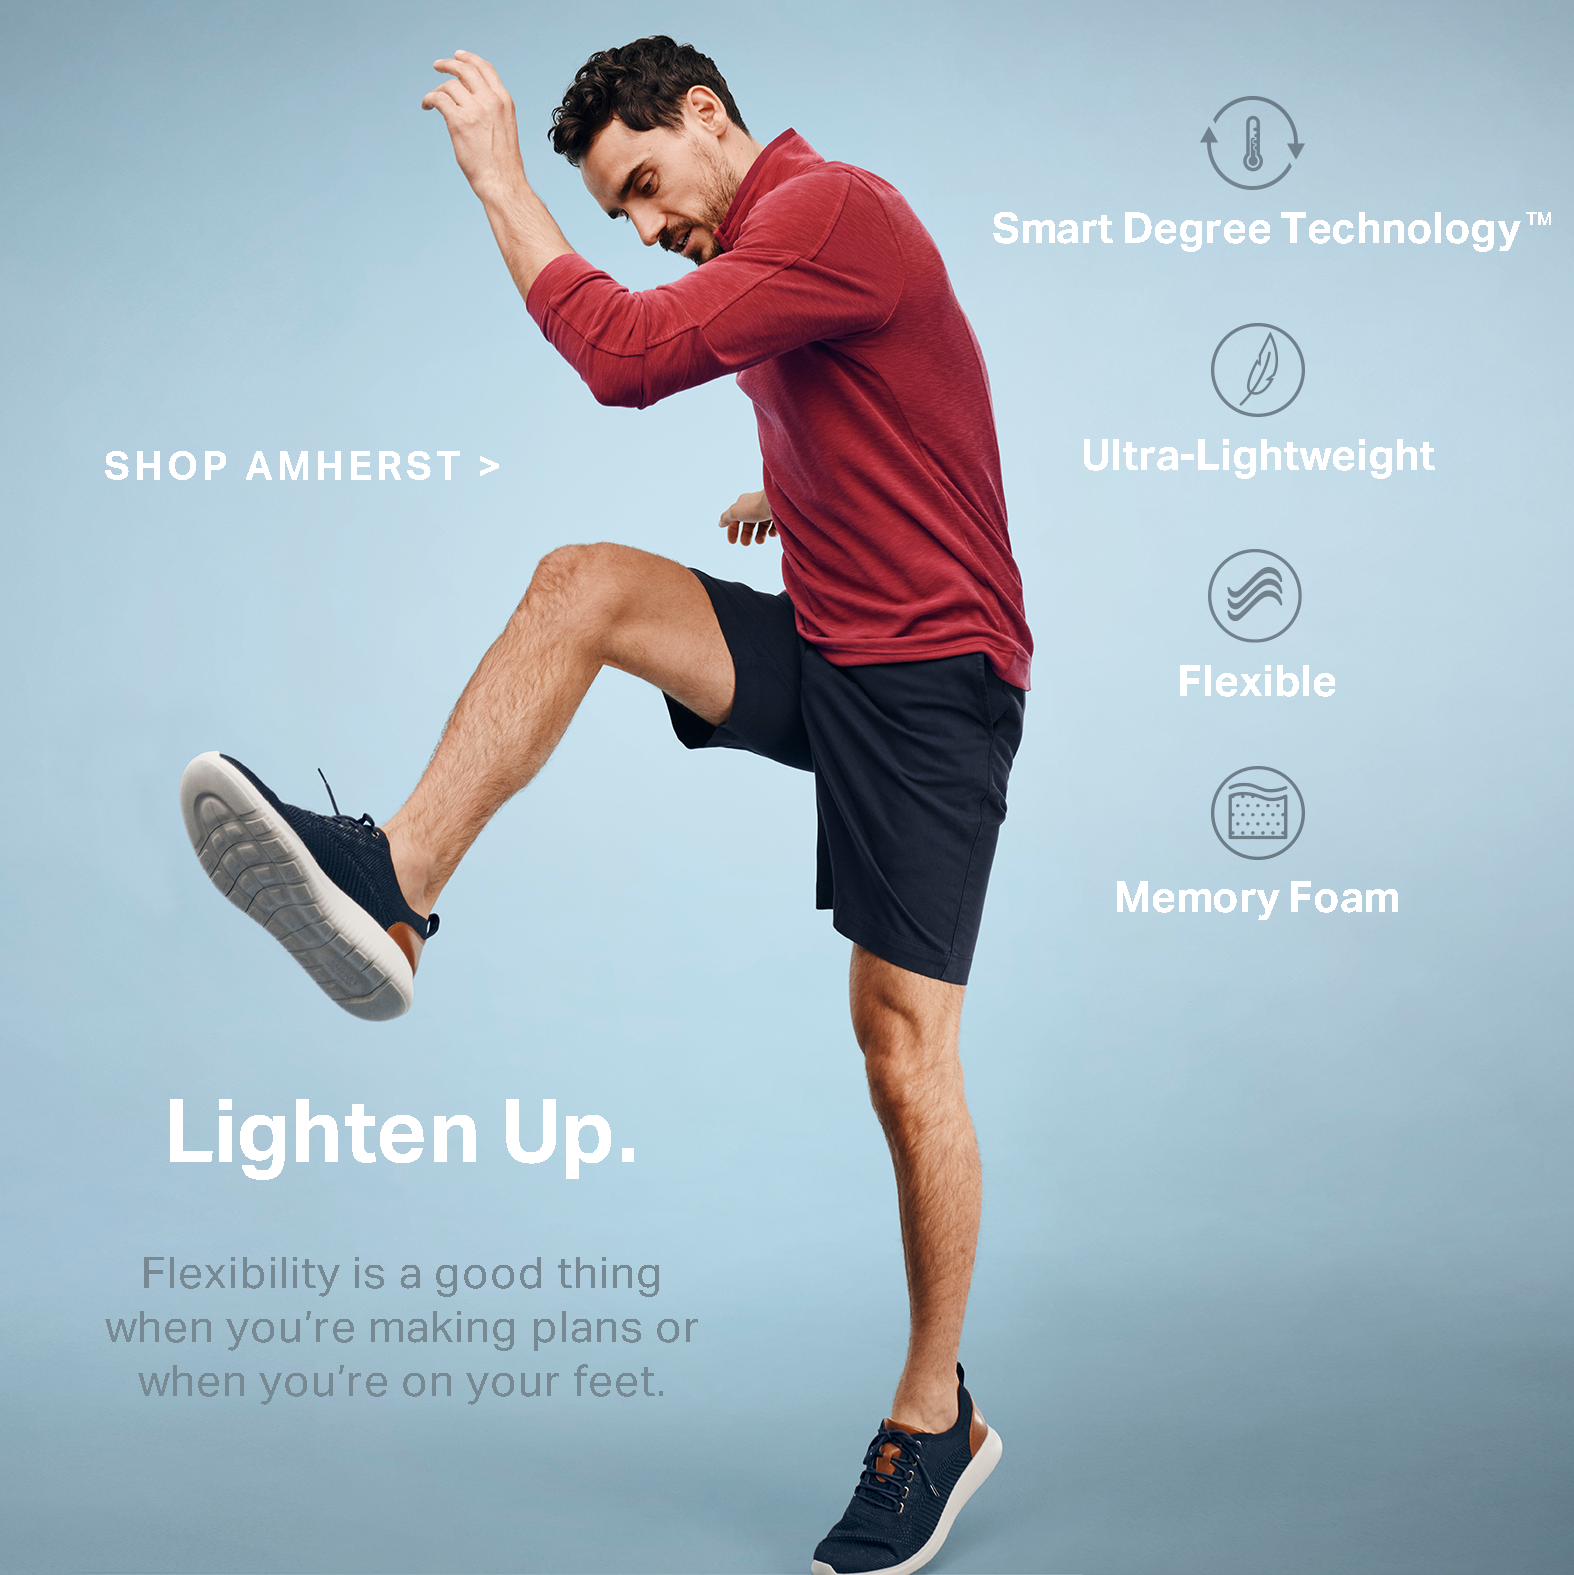 Smart Degree Technology™
Ultra-Lightweight
SHOP AMHERST >
Flexible
Memory Foam
Lighten Up.
Flexibility is a good thing
when you’re making plans or
when you’re on your feet.